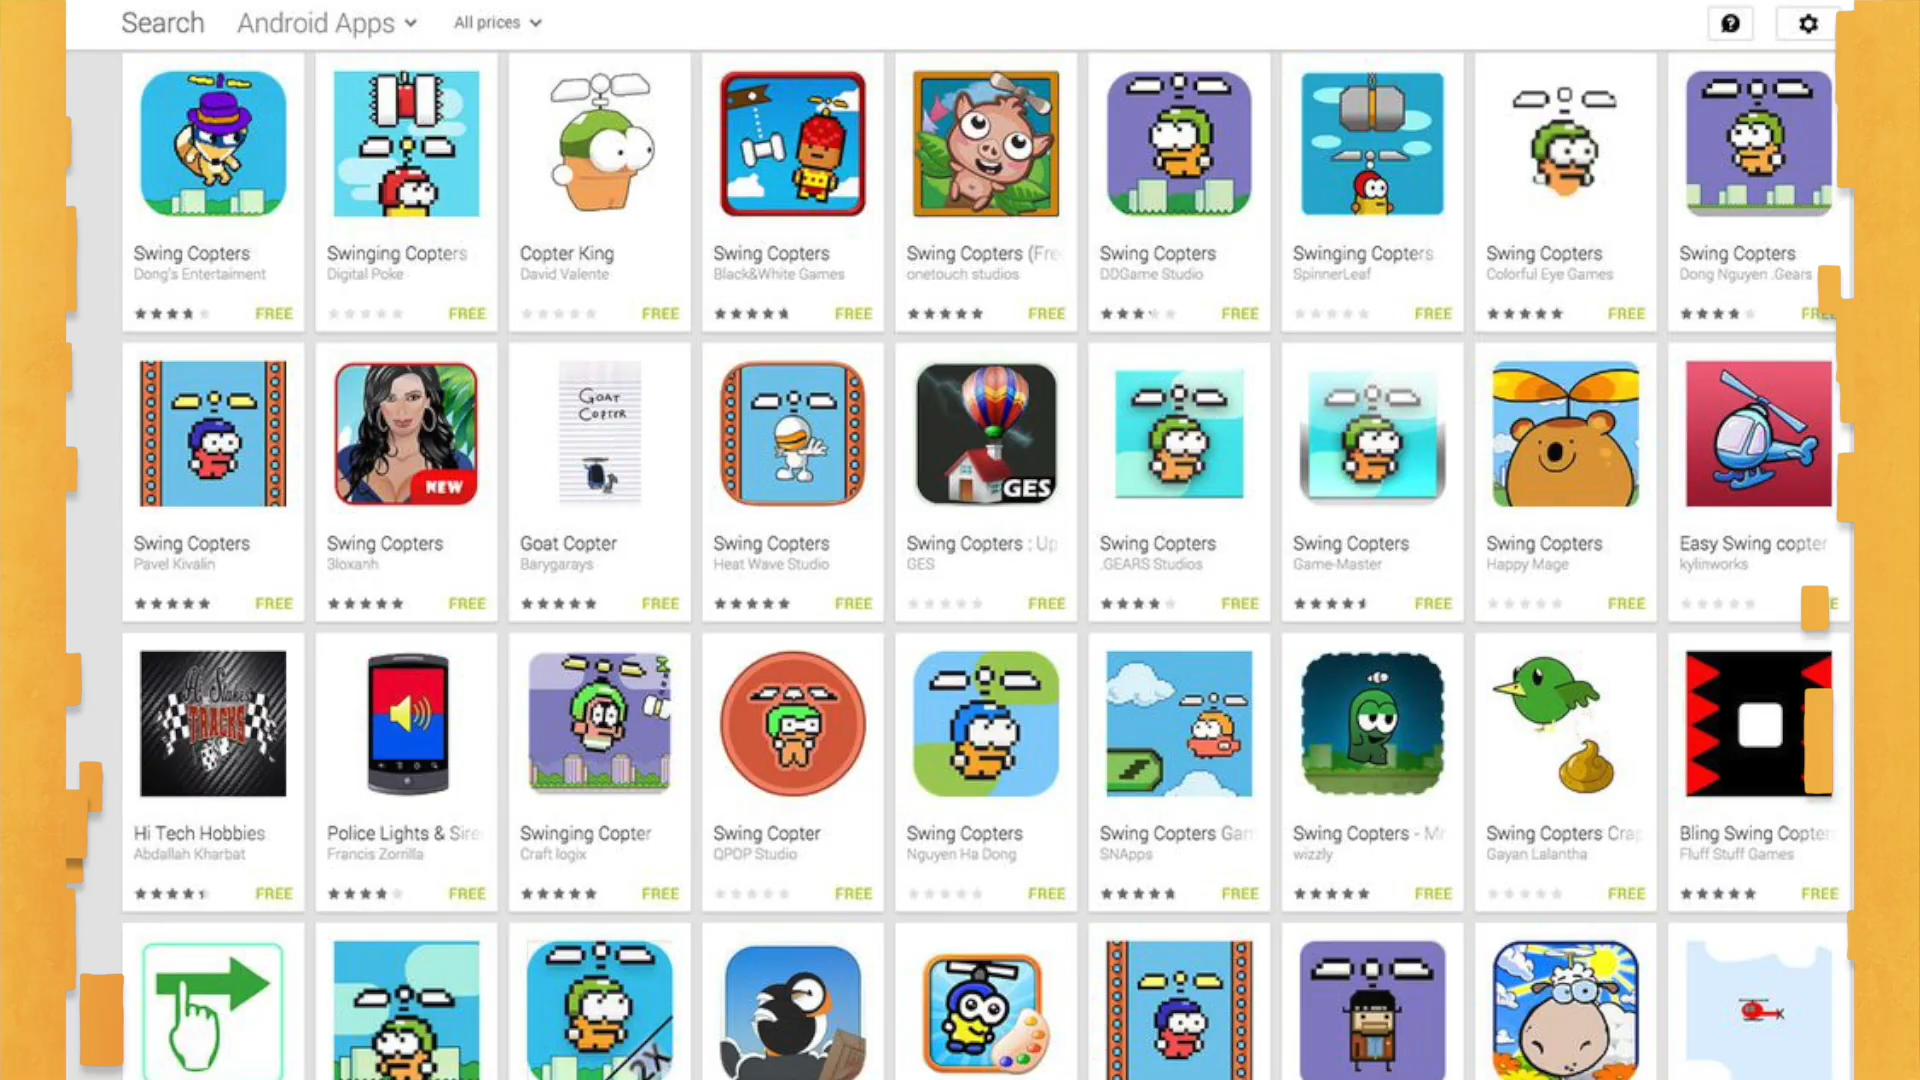 Search Android Apps All prices
Swing Copters
Dong's Entertaiment
FREE
Swinging Copters
Digital Poke
FREE
Copter King
David Valente
FREE
Swing Copters
Black&White Games
FREE
Swing Copters (Fre
onetouch studios
FREE
Swing Copters
DDGame Studio
FREE
Swinging Copters
SpinnerLeaf
FREE
Swing Copters
Colorful Eye Games
FREE
Swing Copters
Dong Nguyen .Gears
FREE
Swing Copters
Pavel Kivalin
FREE
NEW
Swing Copters
3loxanh
FREE
GOAT
COPTER
Goat Copter
Barygarays
FREE
Swing Copters
Heat Wave Studio
FREE
GES
Swing Copters : Up
GES
FREE
Swing Copters
.GEARS Studios
FREE
Swing Copters
Game-Master
FREE
Swing Copters
Happy Mage
FREE
Easy Swing copter
kylinworks
E
TRACKS
Hi Tech Hobbies
Abdallah Kharbat
FREE
Police Lights & Sire
Francis Zorrilla
FREE
Swinging Copter
Craft logix
FREE
Swing Copter
QPOP Studio
FREE
Swing Copters
Nguyen Ha Dong
FREE
Swing Copters Gam
SNApps
FREE
Swing Copters - Mr
wizzly
FREE
Swing Copters Crap
Gayan Lalantha
FREE
Bling Swing Copter
Fluff Stuff Games
FREE
2X